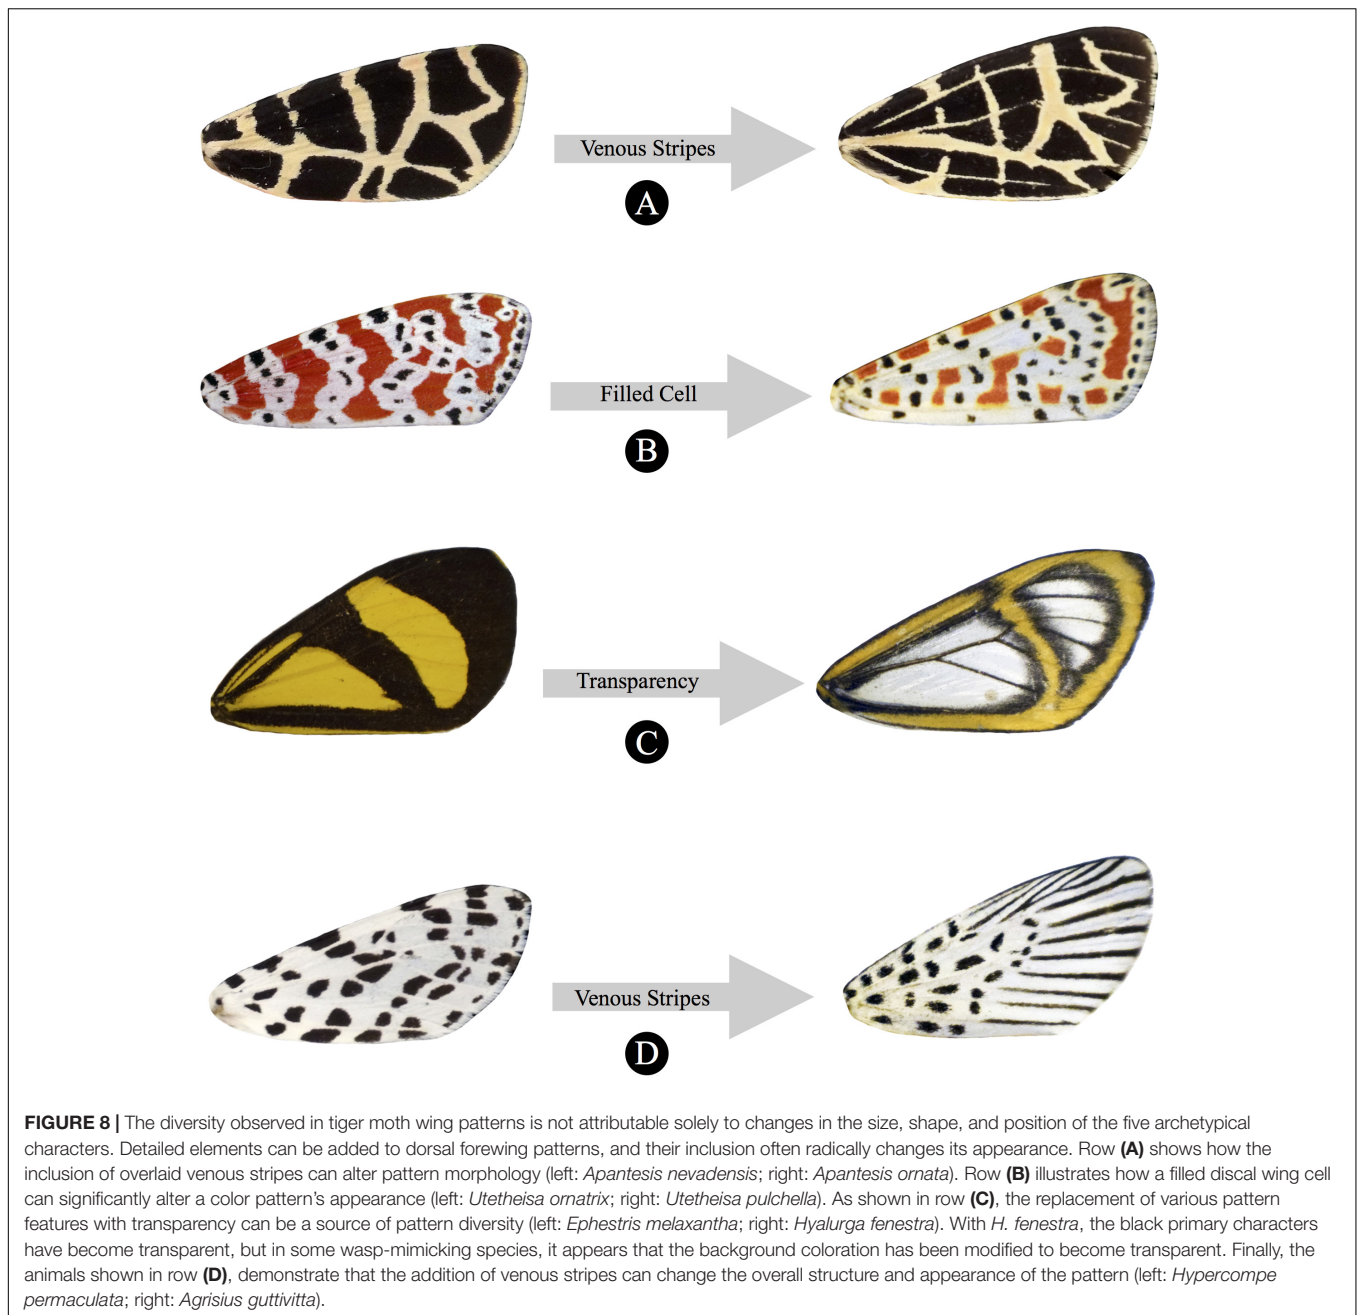 Venous Stripes
A
Filled Cell
B
Transparency
C
Venous Stripes
D
FIGURE 8 | The diversity observed in tiger moth wing patterns is not attributable solely to changes in the size, shape, and position of the five archetypical
characters. Detailed elements can be added to dorsal forewing patterns, and their inclusion often radically changes its appearance. Row (A) shows how the
inclusion of overlaid venous stripes can alter pattern morphology (left: Apantesis nevadensis; right: Apantesis ornata). Row (B) illustrates how a filled discal wing cell
can significantly alter a color pattern's appearance (left: Utetheisa ornatrix; right: Utetheisa pulchella). As shown in row (C), the replacement of various pattern
features with transparency can be a source of pattern diversity (left: Ephestris melaxantha; right: Hyalurga fenestra). With H. fenestra, the black primary characters
have become transparent, but in some wasp-mimicking species, it appears that the background coloration has been modified to become transparent. Finally, the
animals shown in row (D), demonstrate that the addition of venous stripes can change the overall structure and appearance of the pattern (left: Hypercompe
permaculata; right: Agrisius guttivitta).